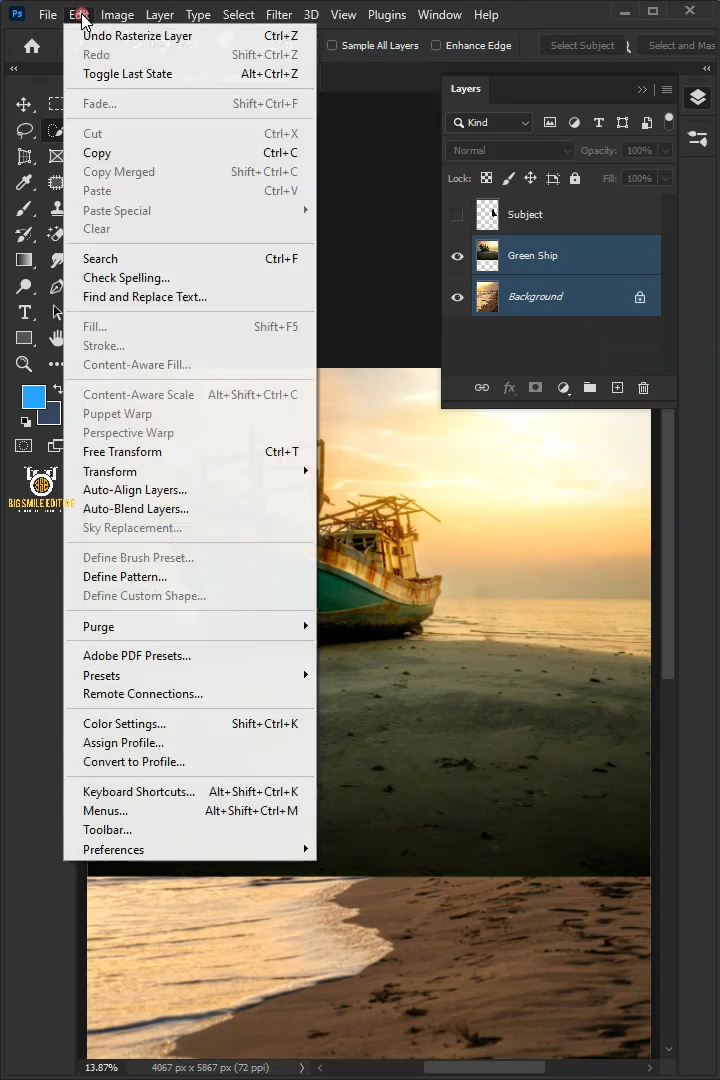 Ps File Edit Image Layer Type Select Filter 3D View Plugins Window Help
Sample All Layers Enhance Edge Select Subject Select and Mas
Undo Rasterize Layer Ctrl+Z
Redo Shift+Ctrl+Z
Toggle Last State Alt+Ctrl+Z
Fade... Shift+Ctrl+F
Cut Ctrl+X
Copy Ctrl+C
Copy Merged Shift+Ctrl+C
Paste Ctrl+V
Paste Special
Clear
Search Ctrl+F
Check Spelling...
Find and Replace Text...
Fill... Shift+F5
Stroke...
Content-Aware Fill...
Content-Aware Scale Alt+Shift+Ctrl+C
Puppet Warp
Perspective Warp
Free Transform Ctrl+T
Transform
Auto-Align Layers...
Auto-Blend Layers...
Sky Replacement...
Define Brush Preset...
Define Pattern...
Define Custom Shape...
Purge
Adobe PDF Presets...
Presets
Remote Connections...
Color Settings... Shift+Ctrl+K
Assign Profile...
Convert to Profile...
Keyboard Shortcuts... Alt+Shift+Ctrl+K
Menus... Alt+Shift+Ctrl+M
Toolbar...
Preferences
Layers
Kind
Normal Opacity: 100%
Lock: Fill: 100%
Subject
Green Ship
Background
BIG SMILE EDITING
13.87% 4067 px x 5867 px (72 ppi)